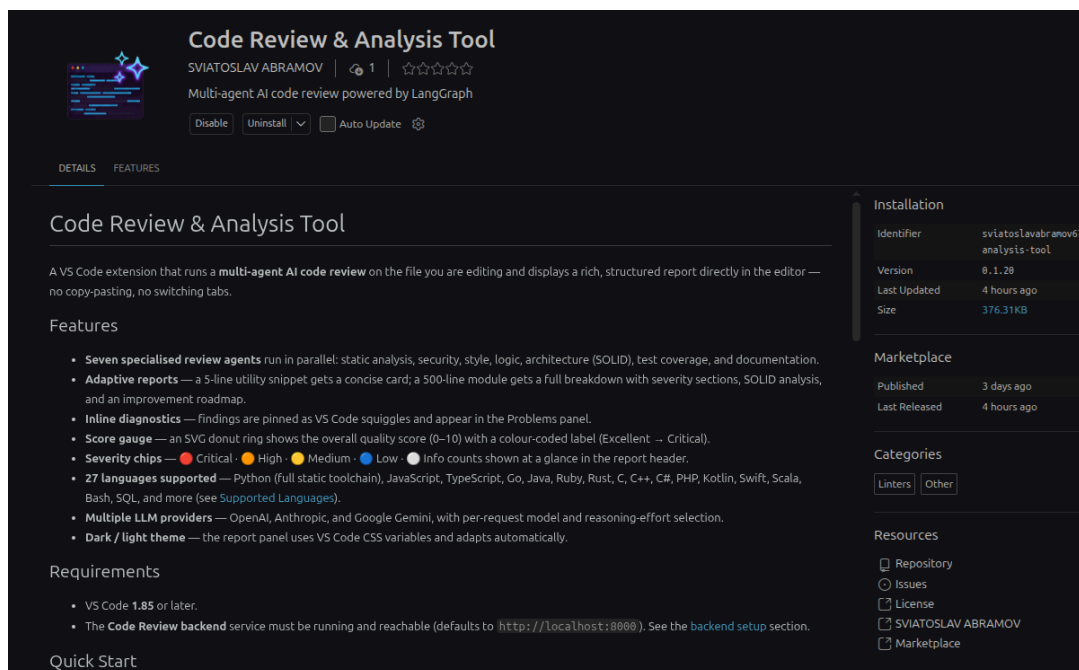 Code Review & Analysis Tool
SVIATOSLAV ABRAMOV | 1
Multi-agent AI code review powered by LangGraph
Disable Uninstall Auto Update
DETAILS FEATURES
Code Review & Analysis Tool
A VS Code extension that runs a multi-agent AI code review on the file you are editing and displays a rich, structured report directly in the editor —
no copy-pasting, no switching tabs.
Features
• Seven specialised review agents run in parallel: static analysis, security, style, logic, architecture (SOLID), test coverage, and documentation.
• Adaptive reports — a 5-line utility snippet gets a concise card; a 500-line module gets a full breakdown with severity sections, SOLID analysis,
and an improvement roadmap.
• Inline diagnostics — findings are pinned as VS Code squiggles and appear in the Problems panel.
• Score gauge — an SVG donut ring shows the overall quality score (0–10) with a colour-coded label (Excellent → Critical).
• Severity chips — 🔴 Critical · 🟠 High · 🟡 Medium · 🔵 Low · ⚪ Info counts shown at a glance in the report header.
• 27 languages supported — Python (full static toolchain), JavaScript, TypeScript, Go, Java, Ruby, Rust, C, C++, C#, PHP, Kotlin, Swift, Scala,
Bash, SQL, and more (see Supported Languages).
• Multiple LLM providers — OpenAI, Anthropic, and Google Gemini, with per-request model and reasoning-effort selection.
• Dark / light theme — the report panel uses VS Code CSS variables and adapts automatically.
Requirements
• VS Code 1.85 or later.
• The Code Review backend service must be running and reachable (defaults to http://localhost:8000). See the backend setup section.
Quick Start
Installation
Identifier sviatoslavabramov6
analysis-tool
Version 0.1.20
Last Updated 4 hours ago
Size 376.31KB
Marketplace
Published 3 days ago
Last Released 4 hours ago
Categories
Linters Other
Resources
Repository
Issues
License
SVIATOSLAV ABRAMOV
Marketplace